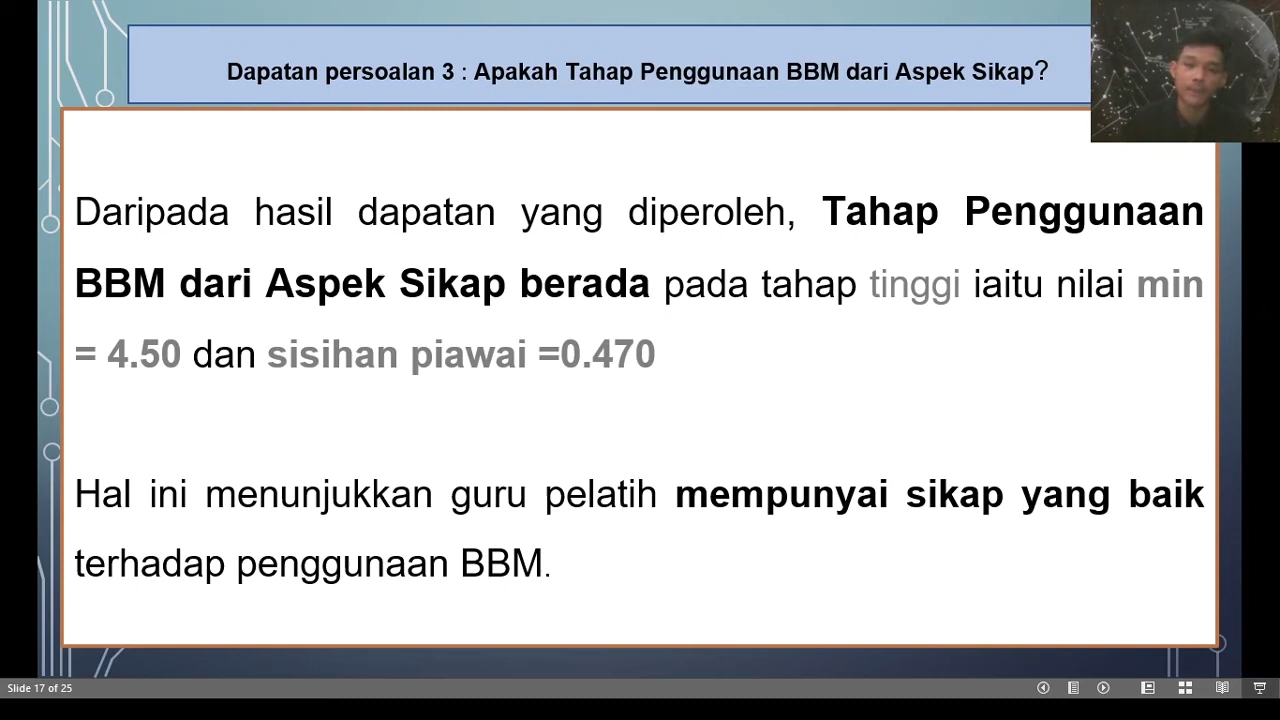 Dapatan persoalan 3 : Apakah Tahap Penggunaan BBM dari Aspek Sikap?
Daripada hasil dapatan yang diperoleh, Tahap Penggunaan
BBM dari Aspek Sikap berada pada tahap tinggi iaitu nilai min
= 4.50 dan sisihan piawai =0.470
Hal ini menunjukkan guru pelatih mempunyai sikap yang baik
terhadap penggunaan BBM.
Slide 17 of 25